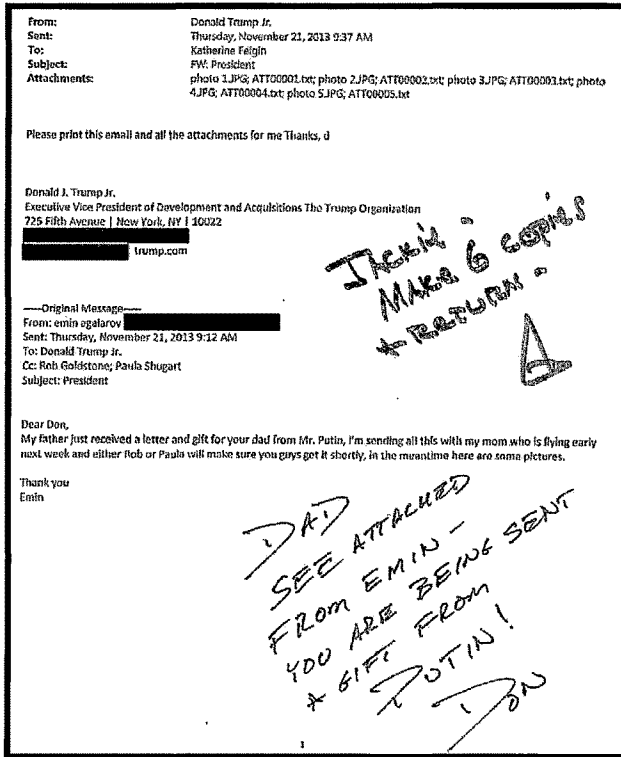 From: Donald Trump Jr.
Sent: Thursday, November 21, 2013 9:37 AM
To: Katherine Feigin
Subject: FW: President
Attachments: photo 1.JPG; ATT00001.txt; photo 2.JPG; ATT00002.txt; photo 3.JPG; ATT00003.txt; photo
4.JPG; ATT00004.txt; photo 5.JPG; ATT00005.txt
Please print this email and all the attachments for me Thanks, d
Donald J. Trump Jr.
Executive Vice President of Development and Acquisitions The Trump Organization
725 Fifth Avenue | New York, NY | 10022
trump.com
JACKIE -
MAKE 6 COPIES
+ RETURN -
-----Original Message-----
From: emin agalarov
Sent: Thursday, November 21, 2013 9:12 AM
To: Donald Trump Jr.
Cc: Rob Goldstone; Paula Shugart
Subject: President
Dear Don,
My father just received a letter and gift for your dad from Mr. Putin, I'm sending all this with my mom who is flying early
next week and either Rob or Paula will make sure you guys get it shortly, in the meantime here are some pictures.
Thank you
Emin
DAD
SEE ATTACHED
FROM EMIN -
YOU ARE BEING SENT
A GIFT FROM
PUTIN!
DON
1